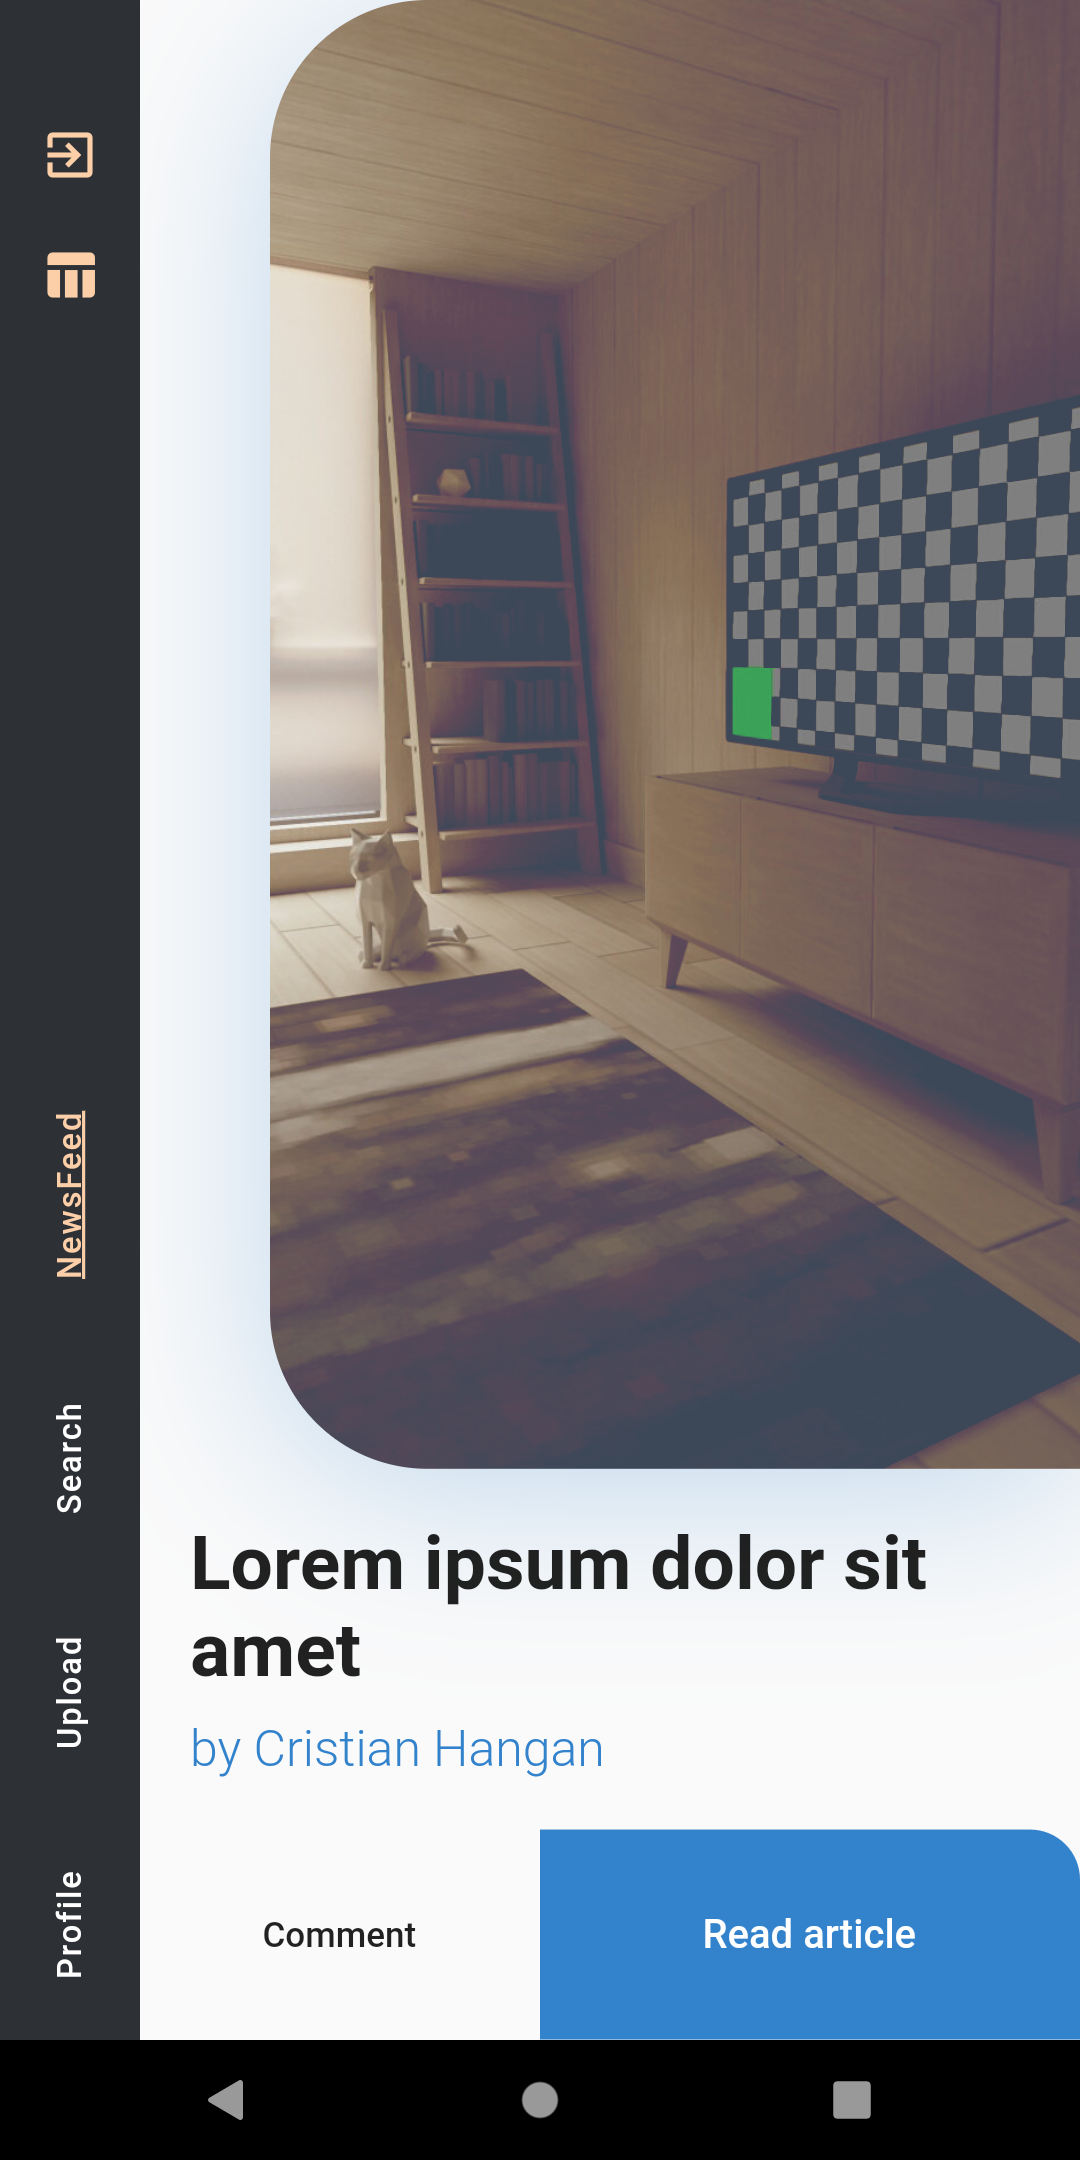 NewsFeed
Search
Upload
Profile
Lorem ipsum dolor sit
amet
by Cristian Hangan
Comment
Read article